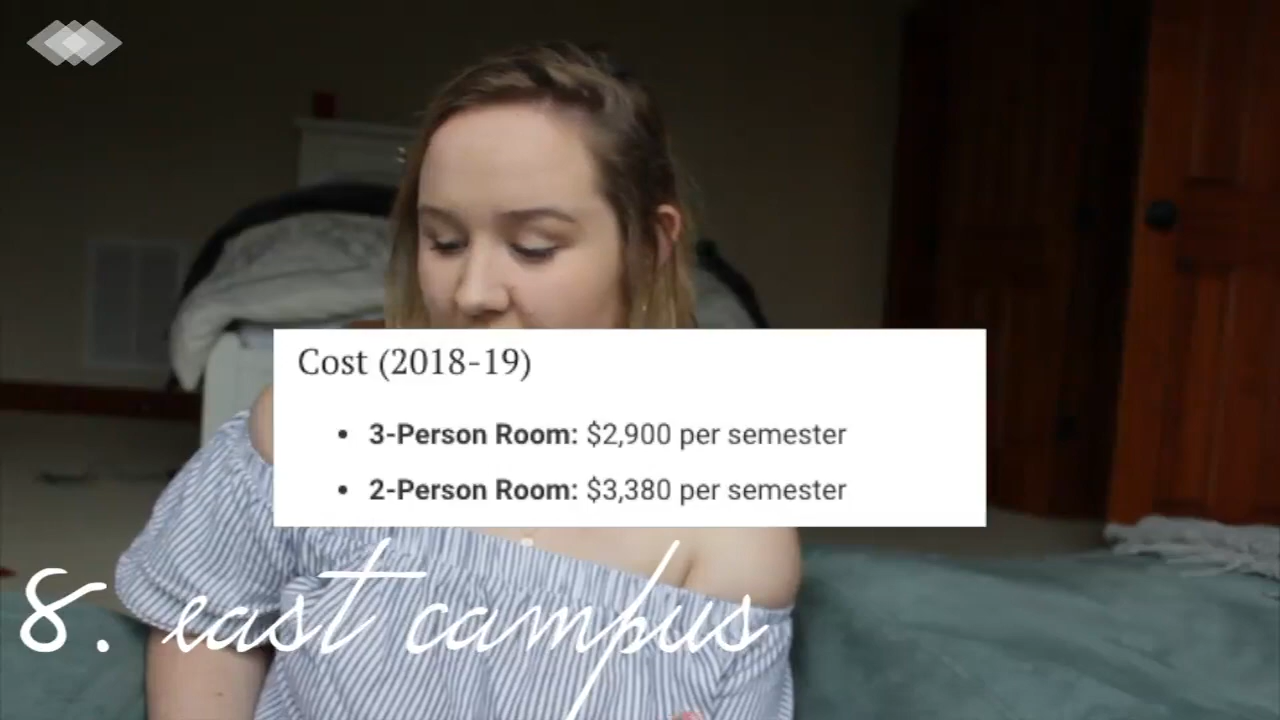 Cost (2018-19)
• 3-Person Room: $2,900 per semester
• 2-Person Room: $3,380 per semester
8. east campus